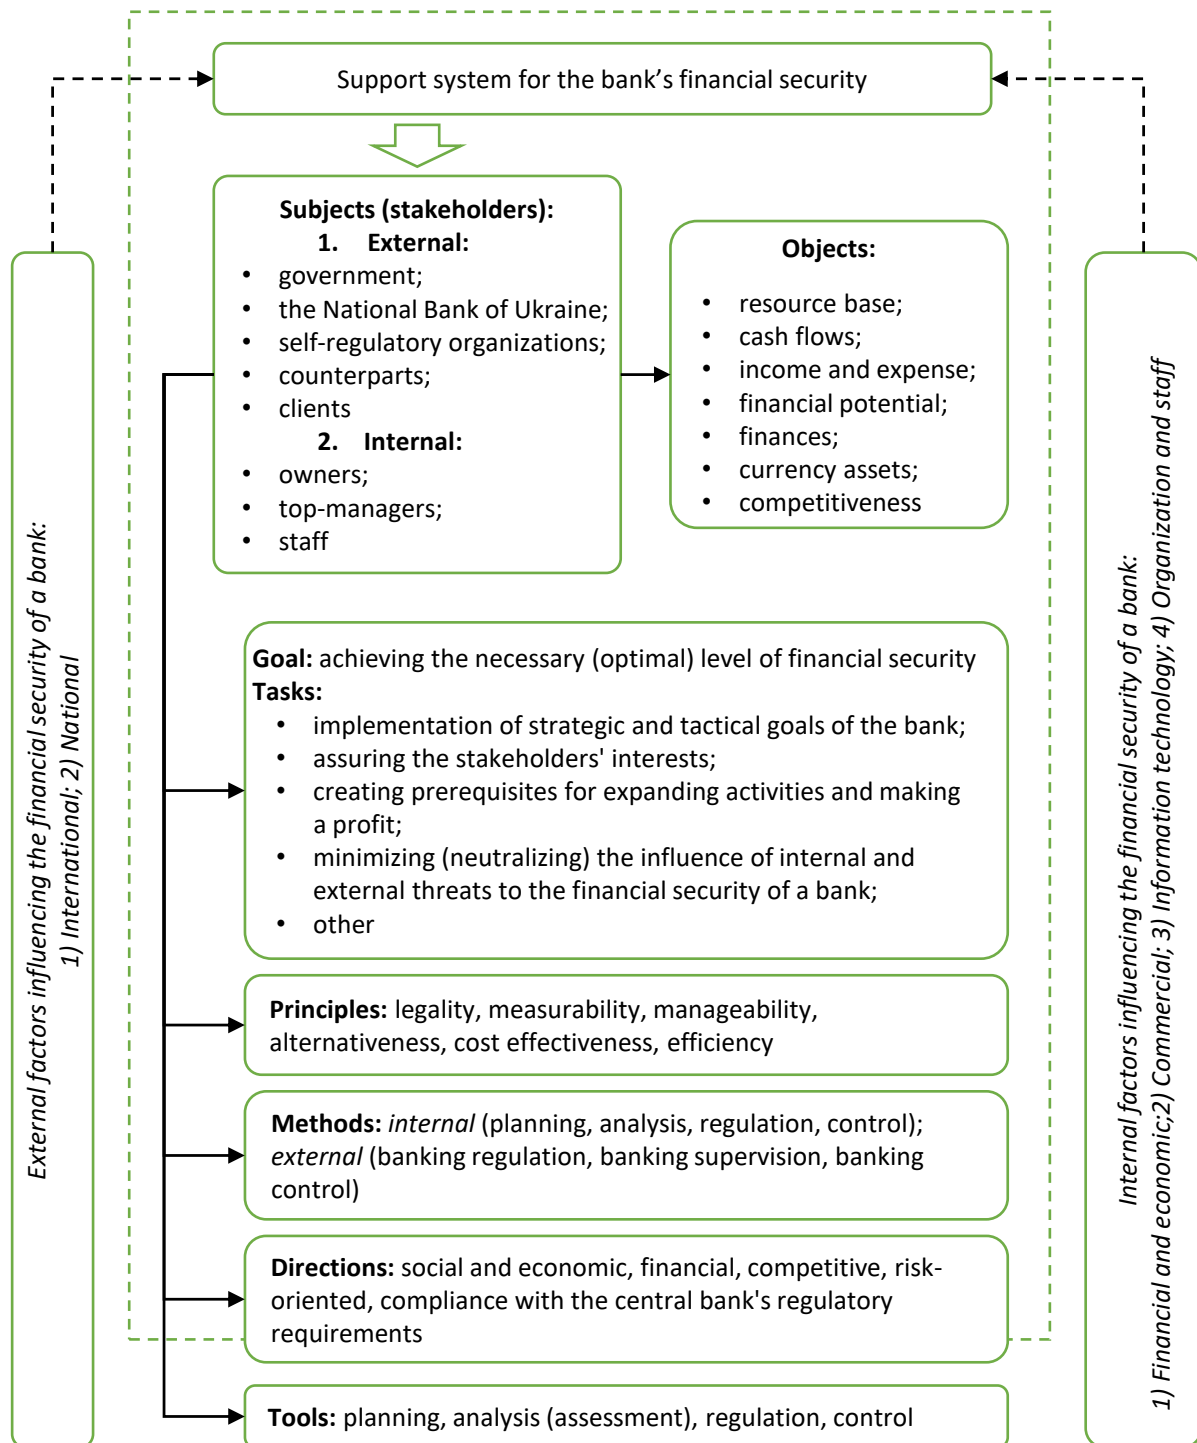 Support system for the bank's financial security
Subjects (stakeholders):
1. External:
• government;
• the National Bank of Ukraine;
• self-regulatory organizations;
• counterparts;
• clients
2. Internal:
• owners;
• top-managers;
• staff
Objects:
• resource base;
• cash flows;
• income and expense;
• financial potential;
• finances;
• currency assets;
• competitiveness
Goal: achieving the necessary (optimal) level of financial security
Tasks:
• implementation of strategic and tactical goals of the bank;
• assuring the stakeholders' interests;
• creating prerequisites for expanding activities and making
a profit;
• minimizing (neutralizing) the influence of internal and
external threats to the financial security of a bank;
• other
Principles: legality, measurability, manageability,
alternativeness, cost effectiveness, efficiency
Methods: internal (planning, analysis, regulation, control);
external (banking regulation, banking supervision, banking
control)
Directions: social and economic, financial, competitive, risk-
oriented, compliance with the central bank's regulatory
requirements
Tools: planning, analysis (assessment), regulation, control
External factors influencing the financial security of a bank:
1) International; 2) National
Internal factors influencing the financial security of a bank:
1) Financial and economic;2) Commercial; 3) Information technology; 4) Organization and staff